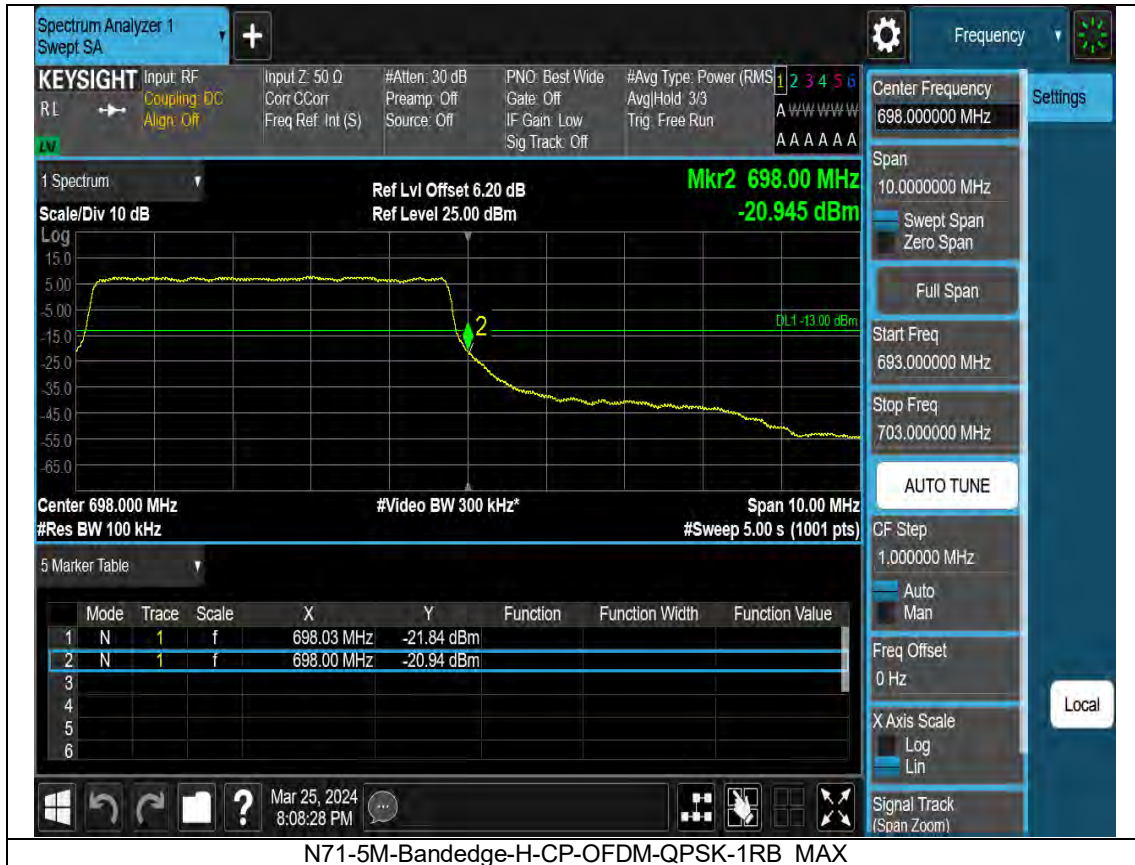 Spectrum Analyzer 1
Swept SA
Frequency
KEYSIGHT
RL
Input: RF
Coupling: DC
Align: Off
Input Z: 50 Ω
Corr CCorr
Freq Ref: Int (S)
#Atten: 30 dB
Preamp: Off
Source: Off
PNO: Best Wide
Gate: Off
IF Gain: Low
Sig Track: Off
#Avg Type: Power (RMS
Avg|Hold: 3/3
Trig: Free Run
1 2 3 4 5 6
A W W W W W
A A A A A A
1 Spectrum
Scale/Div 10 dB
Ref Lvl Offset 6.20 dB
Ref Level 25.00 dBm
Mkr2 698.00 MHz
-20.945 dBm
Log
15.0
5.00
-5.00
-15.0
-25.0
-35.0
-45.0
-55.0
-65.0
2
DL1 -13.00 dBm
Center 698.000 MHz
#Video BW 300 kHz*
Span 10.00 MHz
#Res BW 100 kHz
#Sweep 5.00 s (1001 pts)
5 Marker Table
Mode Trace Scale X Y Function Function Width Function Value
1 N 1 f 698.03 MHz -21.84 dBm
2 N 1 f 698.00 MHz -20.94 dBm
3
4
5
6
Mar 25, 2024
8:08:28 PM
Center Frequency
698.000000 MHz
Settings
Span
10.0000000 MHz
Swept Span
Zero Span
Full Span
Start Freq
693.000000 MHz
Stop Freq
703.000000 MHz
AUTO TUNE
CF Step
1.000000 MHz
Auto
Man
Freq Offset
0 Hz
X Axis Scale
Log
Lin
Local
Signal Track
(Span Zoom)
N71-5M-Bandedge-H-CP-OFDM-QPSK-1RB_MAX